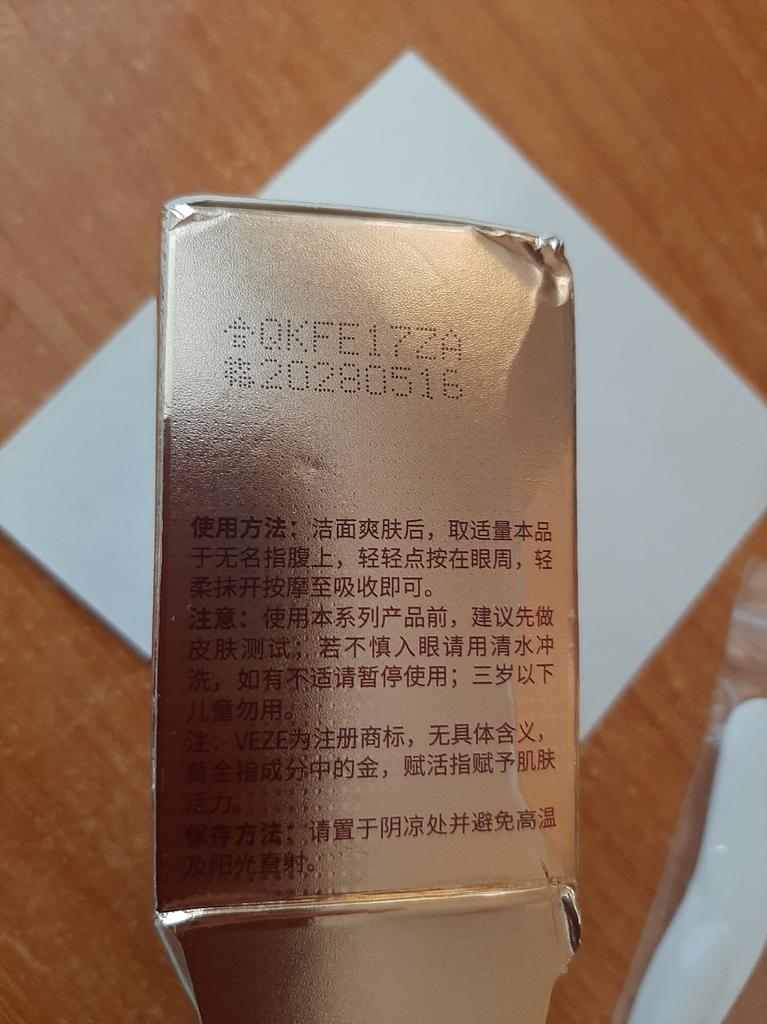 QKFE17ZA
20280516
使用方法：洁面爽肤后，取适量本品
于无名指腹上，轻轻点按在眼周，轻
柔抹开按摩至吸收即可。
注意：使用本系列产品前，建议先做
皮肤测试；若不慎入眼请用清水冲
洗，如有不适请暂停使用；三岁以下
儿童勿用。
注：VEZE为注册商标，无具体含义，
黄金指成分中的金，赋活指赋予肌肤
活力。
保存方法：请置于阴凉处并避免高温
及阳光直射。